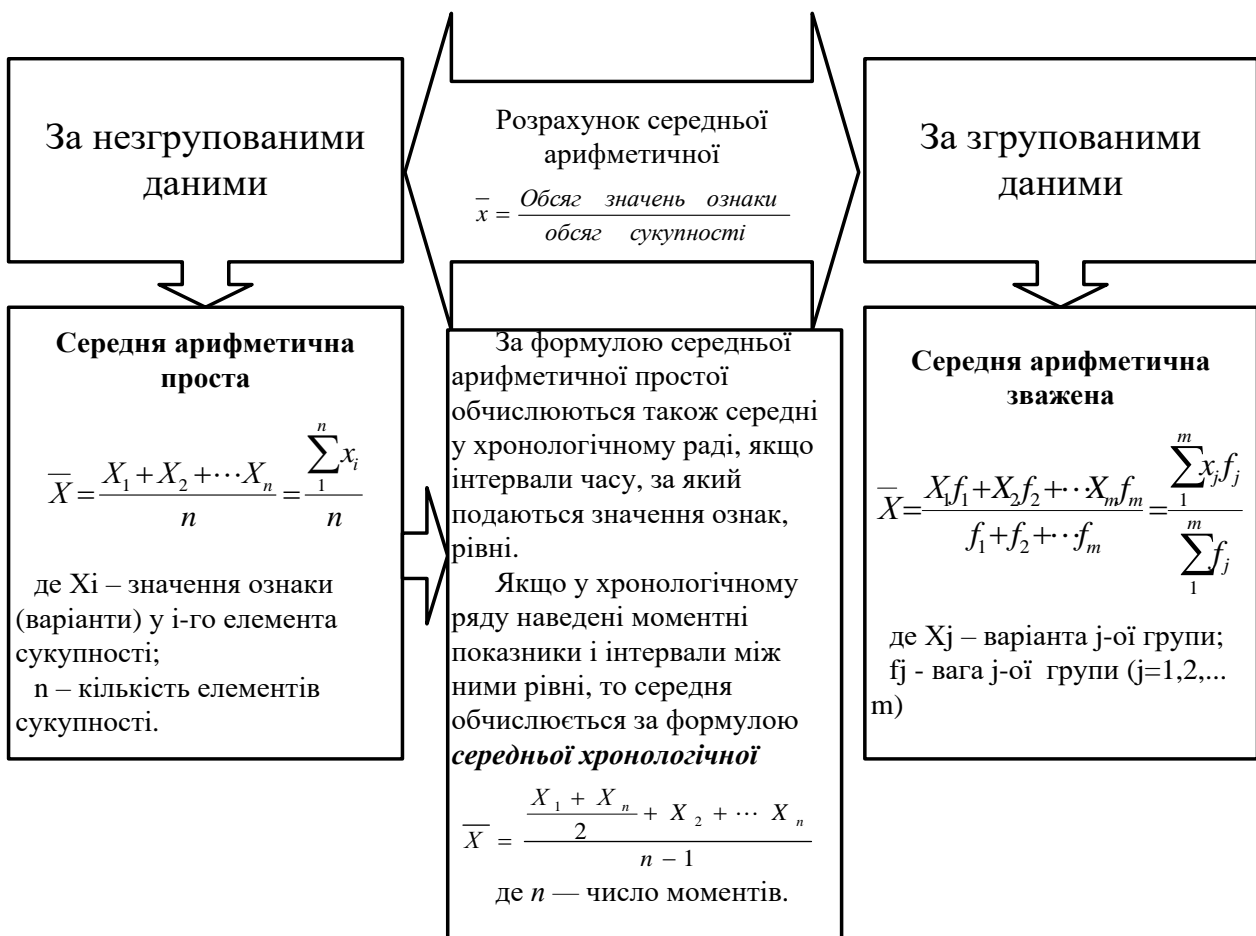 За незгрупованими
даними
Розрахунок середньої
арифметичної
x̄ = Обсяг значень ознаки / обсяг сукупності
За згрупованими
даними
Середня арифметична
проста
X̄ = (X₁ + X₂ + ⋯ Xₙ) / n = (∑₁ⁿ xᵢ) / n
де Xi – значення ознаки
(варіанти) у і-го елемента
сукупності;
n – кількість елементів
сукупності.
За формулою середньої
арифметичної простої
обчислюються також середні
у хронологічному раді, якщо
інтервали часу, за який
подаються значення ознак,
рівні.
Якщо у хронологічному
ряду наведені моментні
показники і інтервали між
ними рівні, то середня
обчислюється за формулою
середньої хронологічної
X̄ = ((X₁ + Xₙ)/2 + X₂ + ⋯ Xₙ) / (n − 1)
де n — число моментів.
Середня арифметична
зважена
X̄ = (X₁f₁ + X₂f₂ + ⋯ Xₘfₘ) / (f₁ + f₂ + ⋯ fₘ) = (∑₁ᵐ xⱼfⱼ) / (∑₁ᵐ fⱼ)
де Xj – варіанта j-ої групи;
fj - вага j-ої групи (j=1,2,...
m)